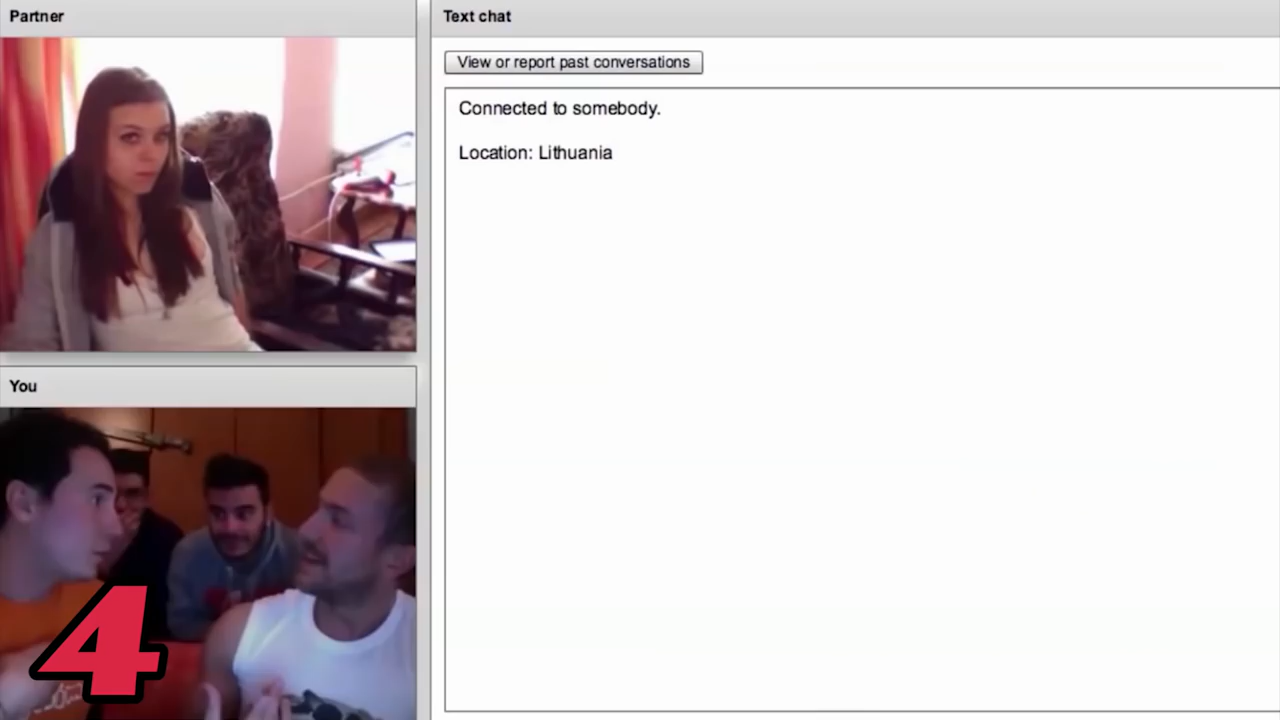 Partner
Text chat
View or report past conversations
Connected to somebody.
Location: Lithuania
You
4